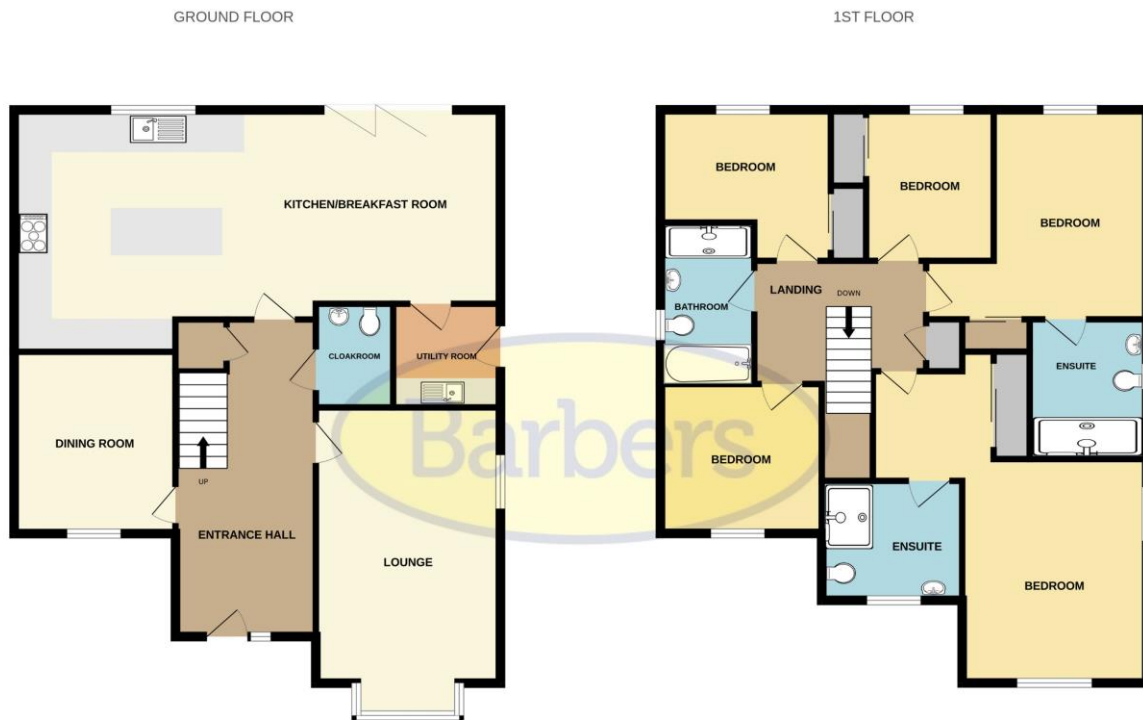 GROUND FLOOR
KITCHEN/BREAKFAST ROOM
CLOAKROOM
UTILITY ROOM
DINING ROOM
UP
ENTRANCE HALL
LOUNGE
1ST FLOOR
BEDROOM
BEDROOM
BEDROOM
LANDING
DOWN
BATHROOM
ENSUITE
BEDROOM
ENSUITE
BEDROOM
Barbers